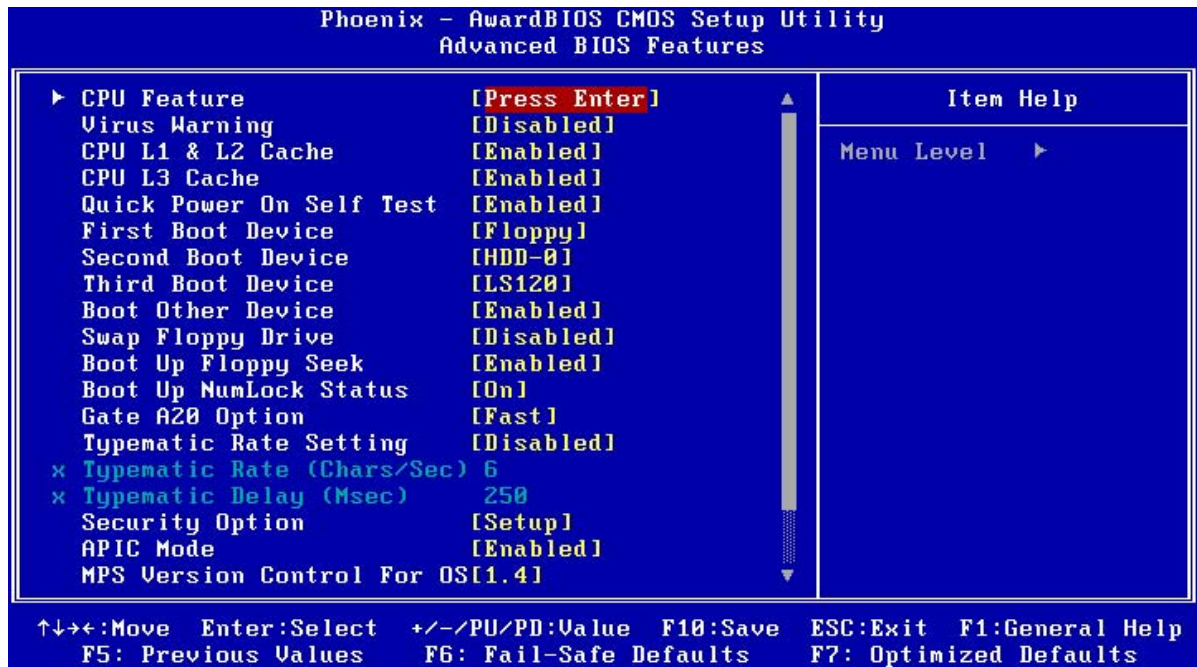 Phoenix - AwardBIOS CMOS Setup Utility
Advanced BIOS Features
► CPU Feature [Press Enter]
Virus Warning [Disabled]
CPU L1 & L2 Cache [Enabled]
CPU L3 Cache [Enabled]
Quick Power On Self Test [Enabled]
First Boot Device [Floppy]
Second Boot Device [HDD-0]
Third Boot Device [LS120]
Boot Other Device [Enabled]
Swap Floppy Drive [Disabled]
Boot Up Floppy Seek [Enabled]
Boot Up NumLock Status [On]
Gate A20 Option [Fast]
Typematic Rate Setting [Disabled]
x Typematic Rate (Chars/Sec) 6
x Typematic Delay (Msec) 250
Security Option [Setup]
APIC Mode [Enabled]
MPS Version Control For OS[1.4]
Item Help
Menu Level ►
↑↓→←:Move Enter:Select +/-/PU/PD:Value F10:Save ESC:Exit F1:General Help
F5: Previous Values F6: Fail-Safe Defaults F7: Optimized Defaults